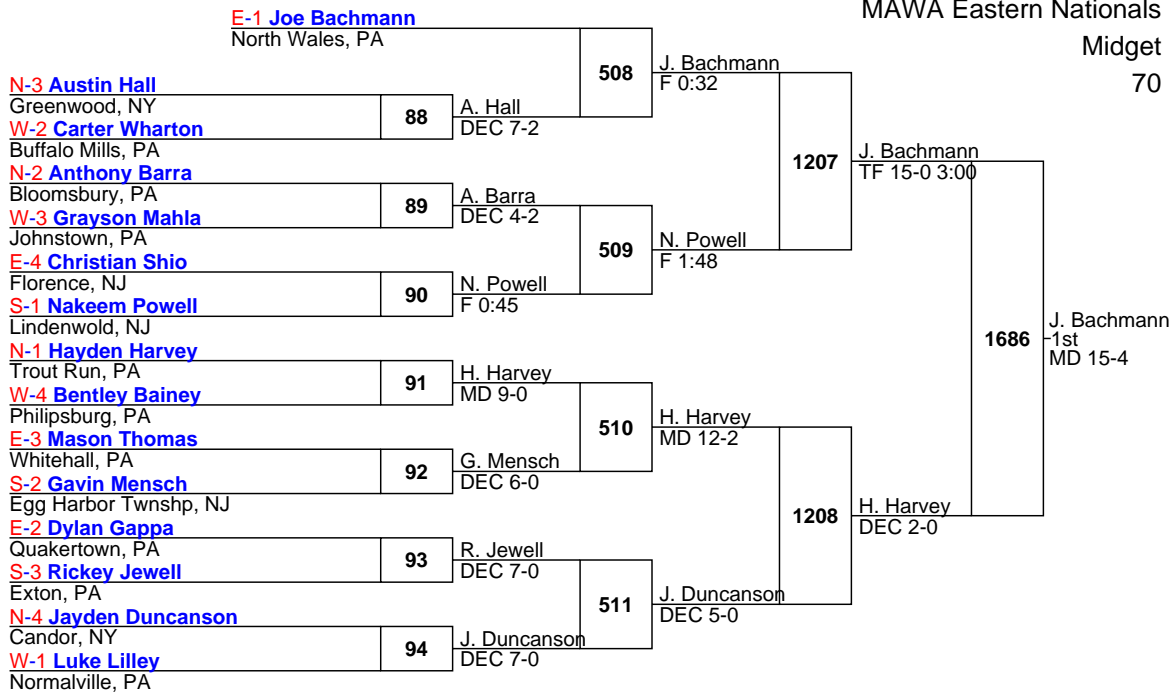 MAWA Eastern Nationals
Midget
70
E-1 Joe Bachmann
North Wales, PA
508
J. Bachmann
F 0:32
N-3 Austin Hall
Greenwood, NY
88
A. Hall
DEC 7-2
W-2 Carter Wharton
Buffalo Mills, PA
1207
J. Bachmann
TF 15-0 3:00
N-2 Anthony Barra
Bloomsbury, PA
89
A. Barra
DEC 4-2
W-3 Grayson Mahla
Johnstown, PA
509
N. Powell
F 1:48
E-4 Christian Shio
Florence, NJ
90
N. Powell
F 0:45
S-1 Nakeem Powell
Lindenwold, NJ
1686
J. Bachmann
1st
MD 15-4
N-1 Hayden Harvey
Trout Run, PA
91
H. Harvey
MD 9-0
W-4 Bentley Bainey
Philipsburg, PA
510
H. Harvey
MD 12-2
E-3 Mason Thomas
Whitehall, PA
92
G. Mensch
DEC 6-0
S-2 Gavin Mensch
Egg Harbor Twnshp, NJ
1208
H. Harvey
DEC 2-0
E-2 Dylan Gappa
Quakertown, PA
93
R. Jewell
DEC 7-0
S-3 Rickey Jewell
Exton, PA
511
J. Duncanson
DEC 5-0
N-4 Jayden Duncanson
Candor, NY
94
J. Duncanson
DEC 7-0
W-1 Luke Lilley
Normalville, PA